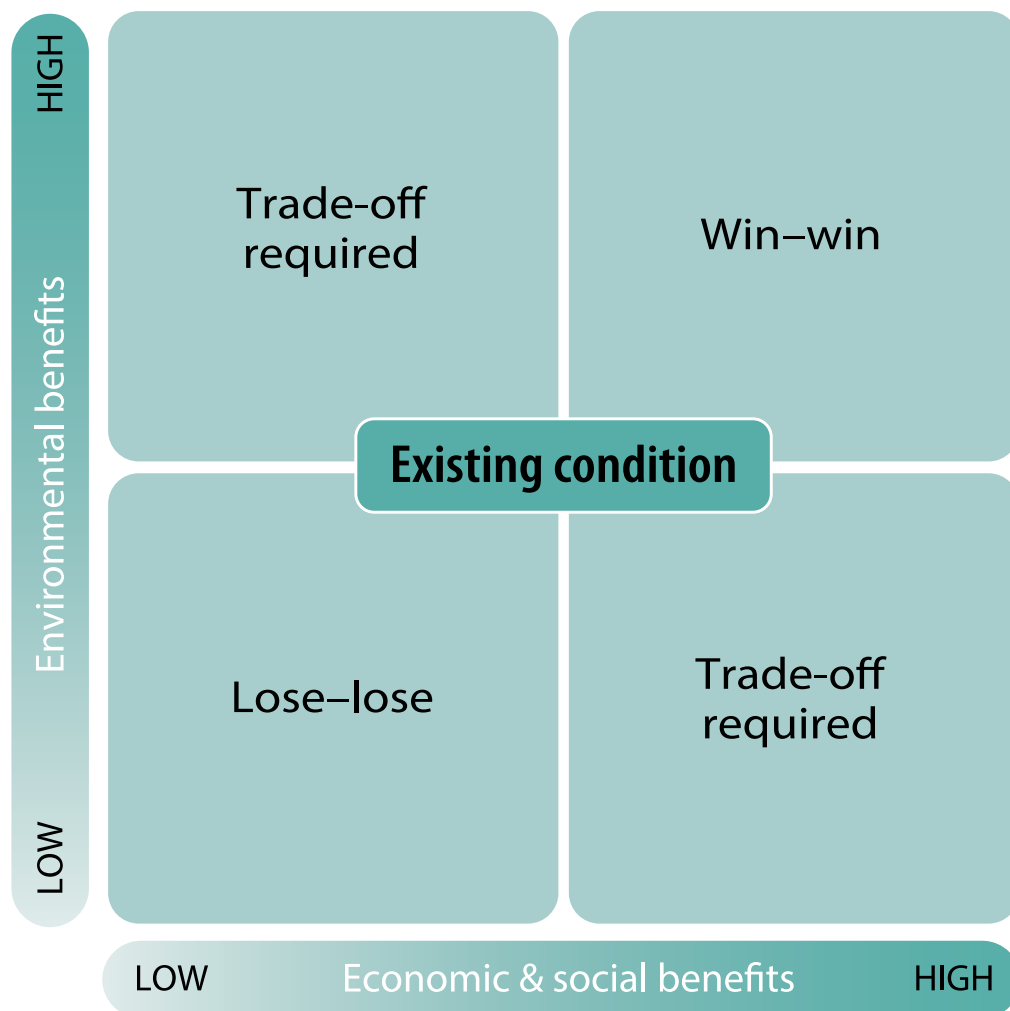 HIGH
Environmental benefits
LOW
Trade-off
required
Win–win
Existing condition
Lose–lose
Trade-off
required
LOW
Economic & social benefits
HIGH